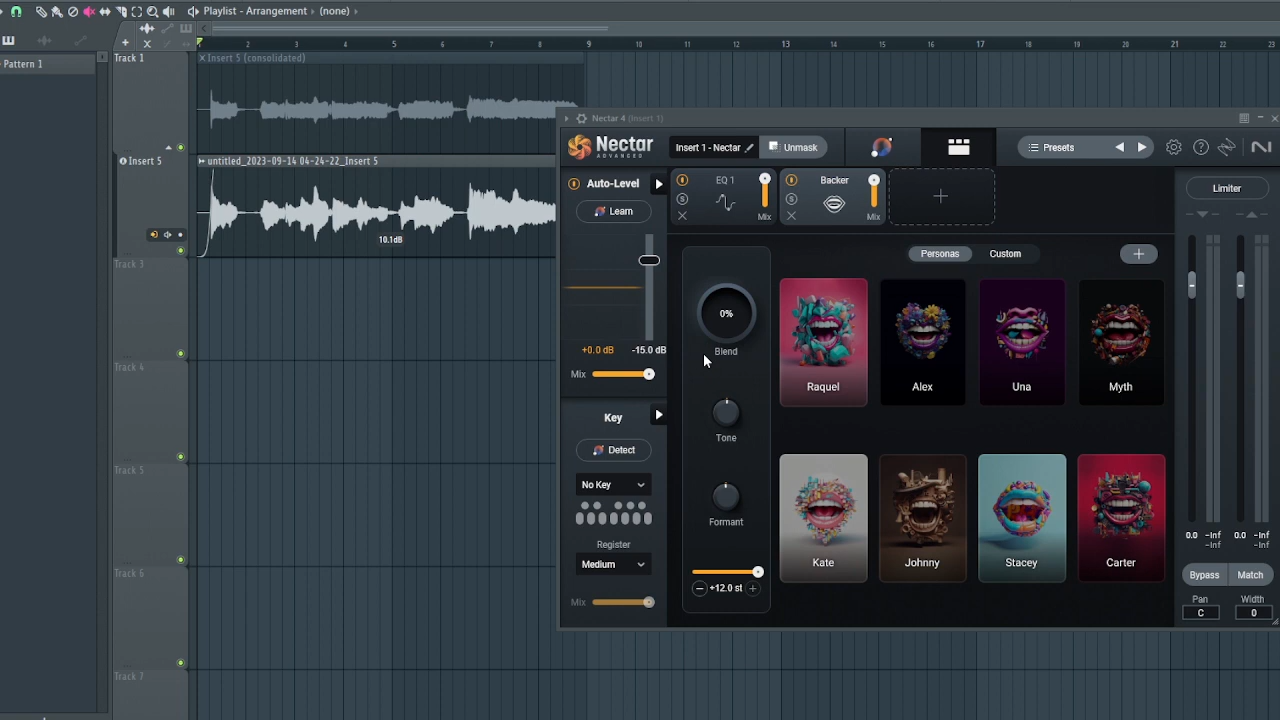 Playlist - Arrangement › (none) ›
Pattern 1
2 3 4 5 6 7 8 9 10 11 12 13 14 15 16 17 18 19 20 21 22 23
Track 1
Insert 5 (consolidated)
Insert 5
untitled_2023-09-14 04-24-22_Insert 5
10.1dB
Track 3
Track 4
Track 5
Track 6
Track 7
Nectar 4 (Insert 1)
Nectar
ADVANCED
Insert 1 - Nectar
Unmask
Presets
Auto-Level
Learn
+0.0 dB
-15.0 dB
Mix
Key
Detect
No Key
Register
Medium
Mix
EQ 1
S
Mix
Backer
S
Mix
Personas
Custom
0%
Blend
Tone
Formant
+12.0 st
Raquel
Alex
Una
Myth
Kate
Johnny
Stacey
Carter
Limiter
0.0 -Inf 0.0 -Inf
-Inf -Inf
Bypass
Match
Pan
Width
C
0